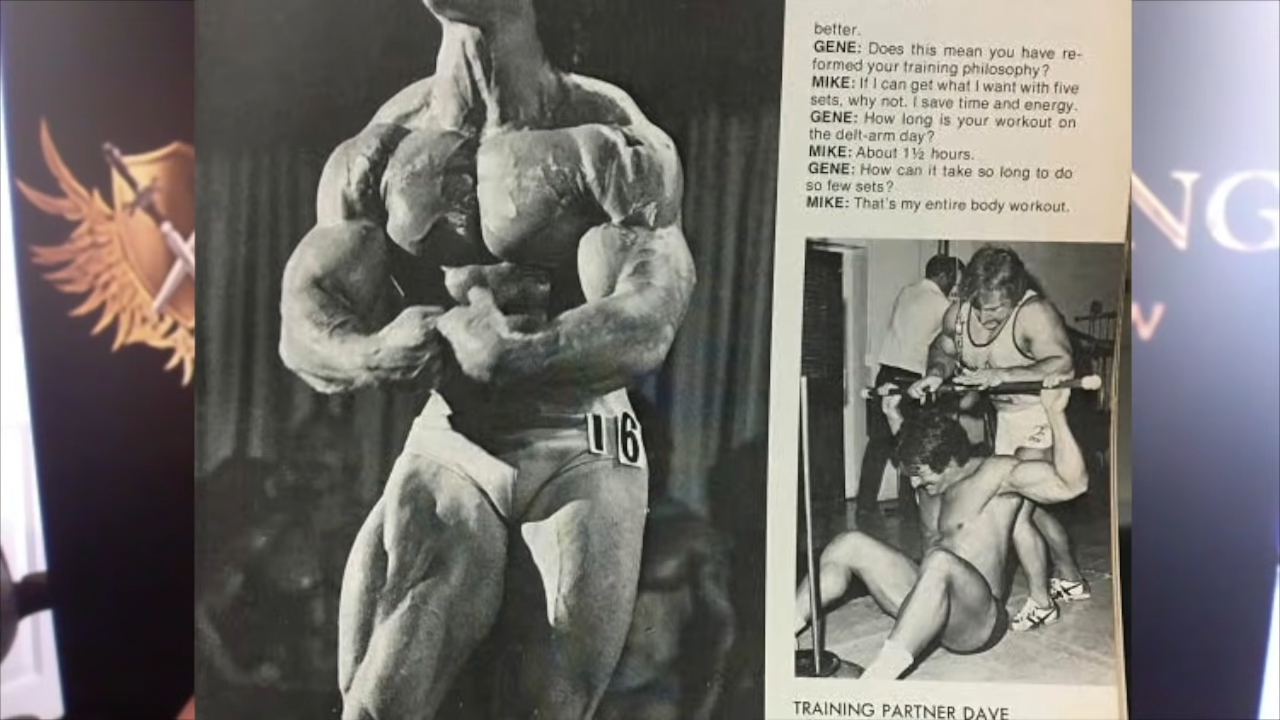 better.
GENE: Does this mean you have re-
formed your training philosophy?
MIKE: If I can get what I want with five
sets, why not. I save time and energy.
GENE: How long is your workout on
the delt-arm day?
MIKE: About 1½ hours.
GENE: How can it take so long to do
so few sets?
MIKE: That's my entire body workout.
16
NG
W
TRAINING PARTNER DAVE